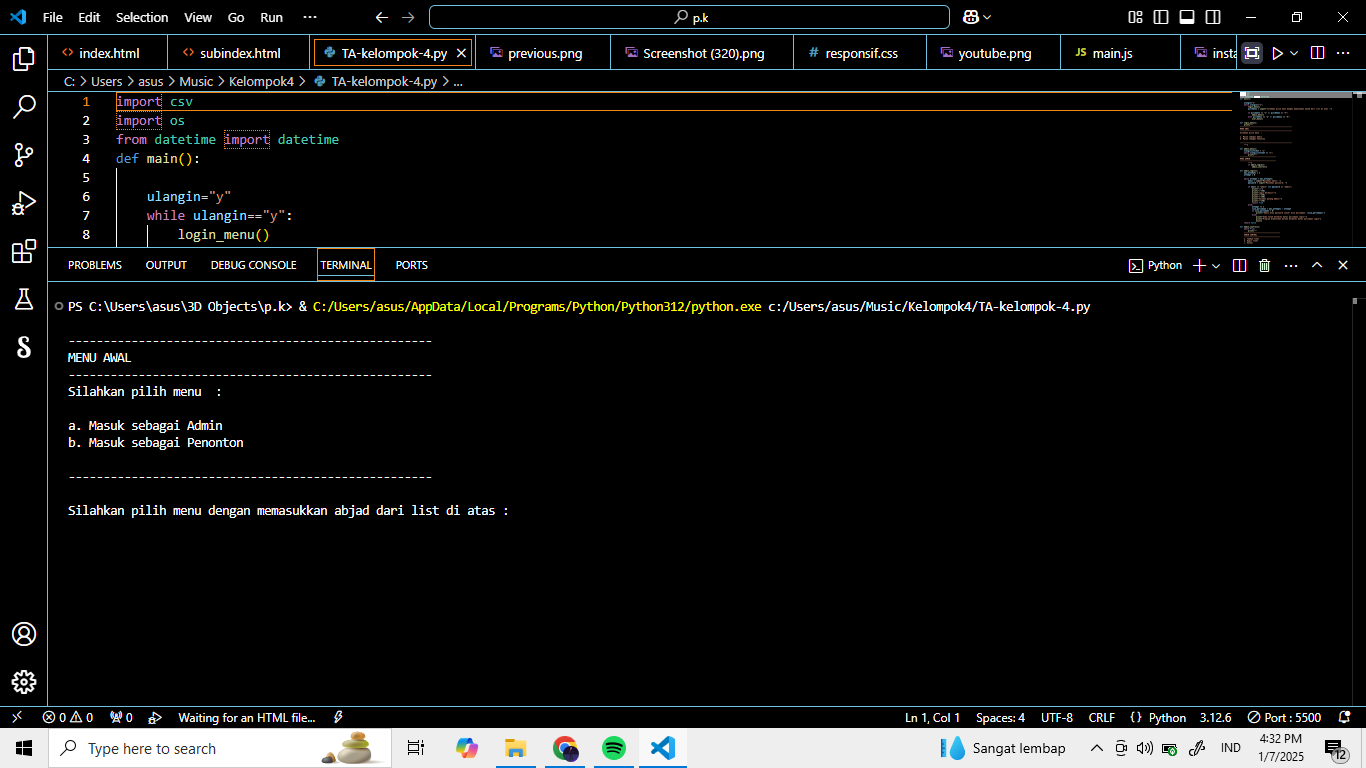 File Edit Selection View Go Run ··· p.k
index.html subindex.html TA-kelompok-4.py previous.png Screenshot (320).png # responsif.css youtube.png JS main.js insta
C: > Users > asus > Music > Kelompok4 > TA-kelompok-4.py > ...
1 import csv
2 import os
3 from datetime import datetime
4 def main():
5
6 ulangin="y"
7 while ulangin=="y":
8 login_menu()
PROBLEMS OUTPUT DEBUG CONSOLE TERMINAL PORTS Python
PS C:\Users\asus\3D Objects\p.k> & C:/Users/asus/AppData/Local/Programs/Python/Python312/python.exe c:/Users/asus/Music/Kelompok4/TA-kelompok-4.py
----------------------------------------------------
MENU AWAL
----------------------------------------------------
Silahkan pilih menu  :
a. Masuk sebagai Admin
b. Masuk sebagai Penonton
----------------------------------------------------
Silahkan pilih menu dengan memasukkan abjad dari list di atas :
0 0 0 Waiting for an HTML file... Ln 1, Col 1 Spaces: 4 UTF-8 CRLF {} Python 3.12.6 Port : 5500
Type here to search Sangat lembap IND 4:32 PM
1/7/2025 12